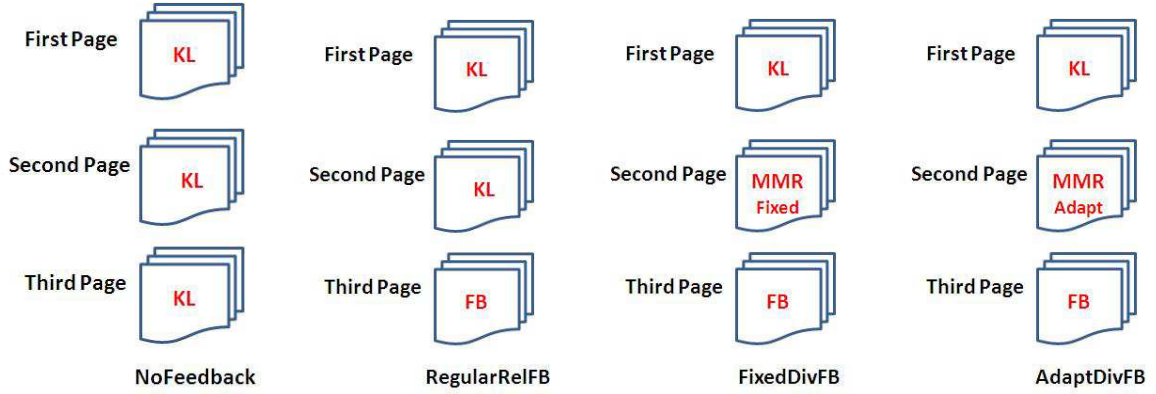 First Page
KL
First Page
KL
First Page
KL
First Page
KL
Second Page
KL
Second Page
KL
Second Page
MMR
Fixed
Second Page
MMR
Adapt
Third Page
KL
Third Page
FB
Third Page
FB
Third Page
FB
NoFeedback
RegularRelFB
FixedDivFB
AdaptDivFB